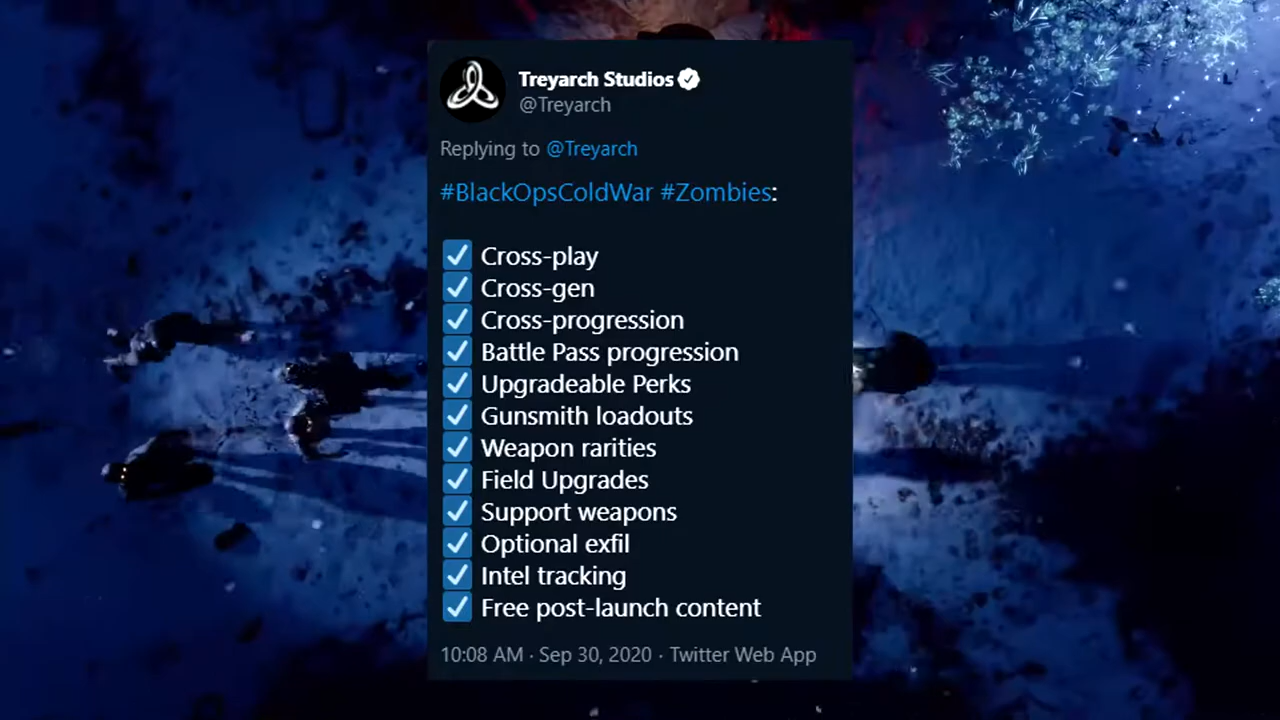 Treyarch Studios
@Treyarch
Replying to @Treyarch
#BlackOpsColdWar #Zombies:
✅ Cross-play
✅ Cross-gen
✅ Cross-progression
✅ Battle Pass progression
✅ Upgradeable Perks
✅ Gunsmith loadouts
✅ Weapon rarities
✅ Field Upgrades
✅ Support weapons
✅ Optional exfil
✅ Intel tracking
✅ Free post-launch content
10:08 AM · Sep 30, 2020 · Twitter Web App